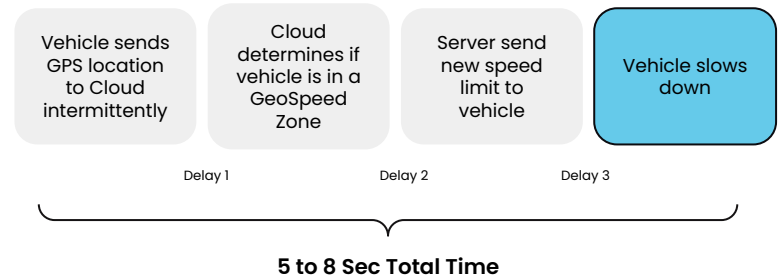 Vehicle sends
GPS location
to Cloud
intermittently
Cloud
determines if
vehicle is in a
GeoSpeed
Zone
Server send
new speed
limit to
vehicle
Vehicle slows
down
Delay 1
Delay 2
Delay 3
5 to 8 Sec Total Time